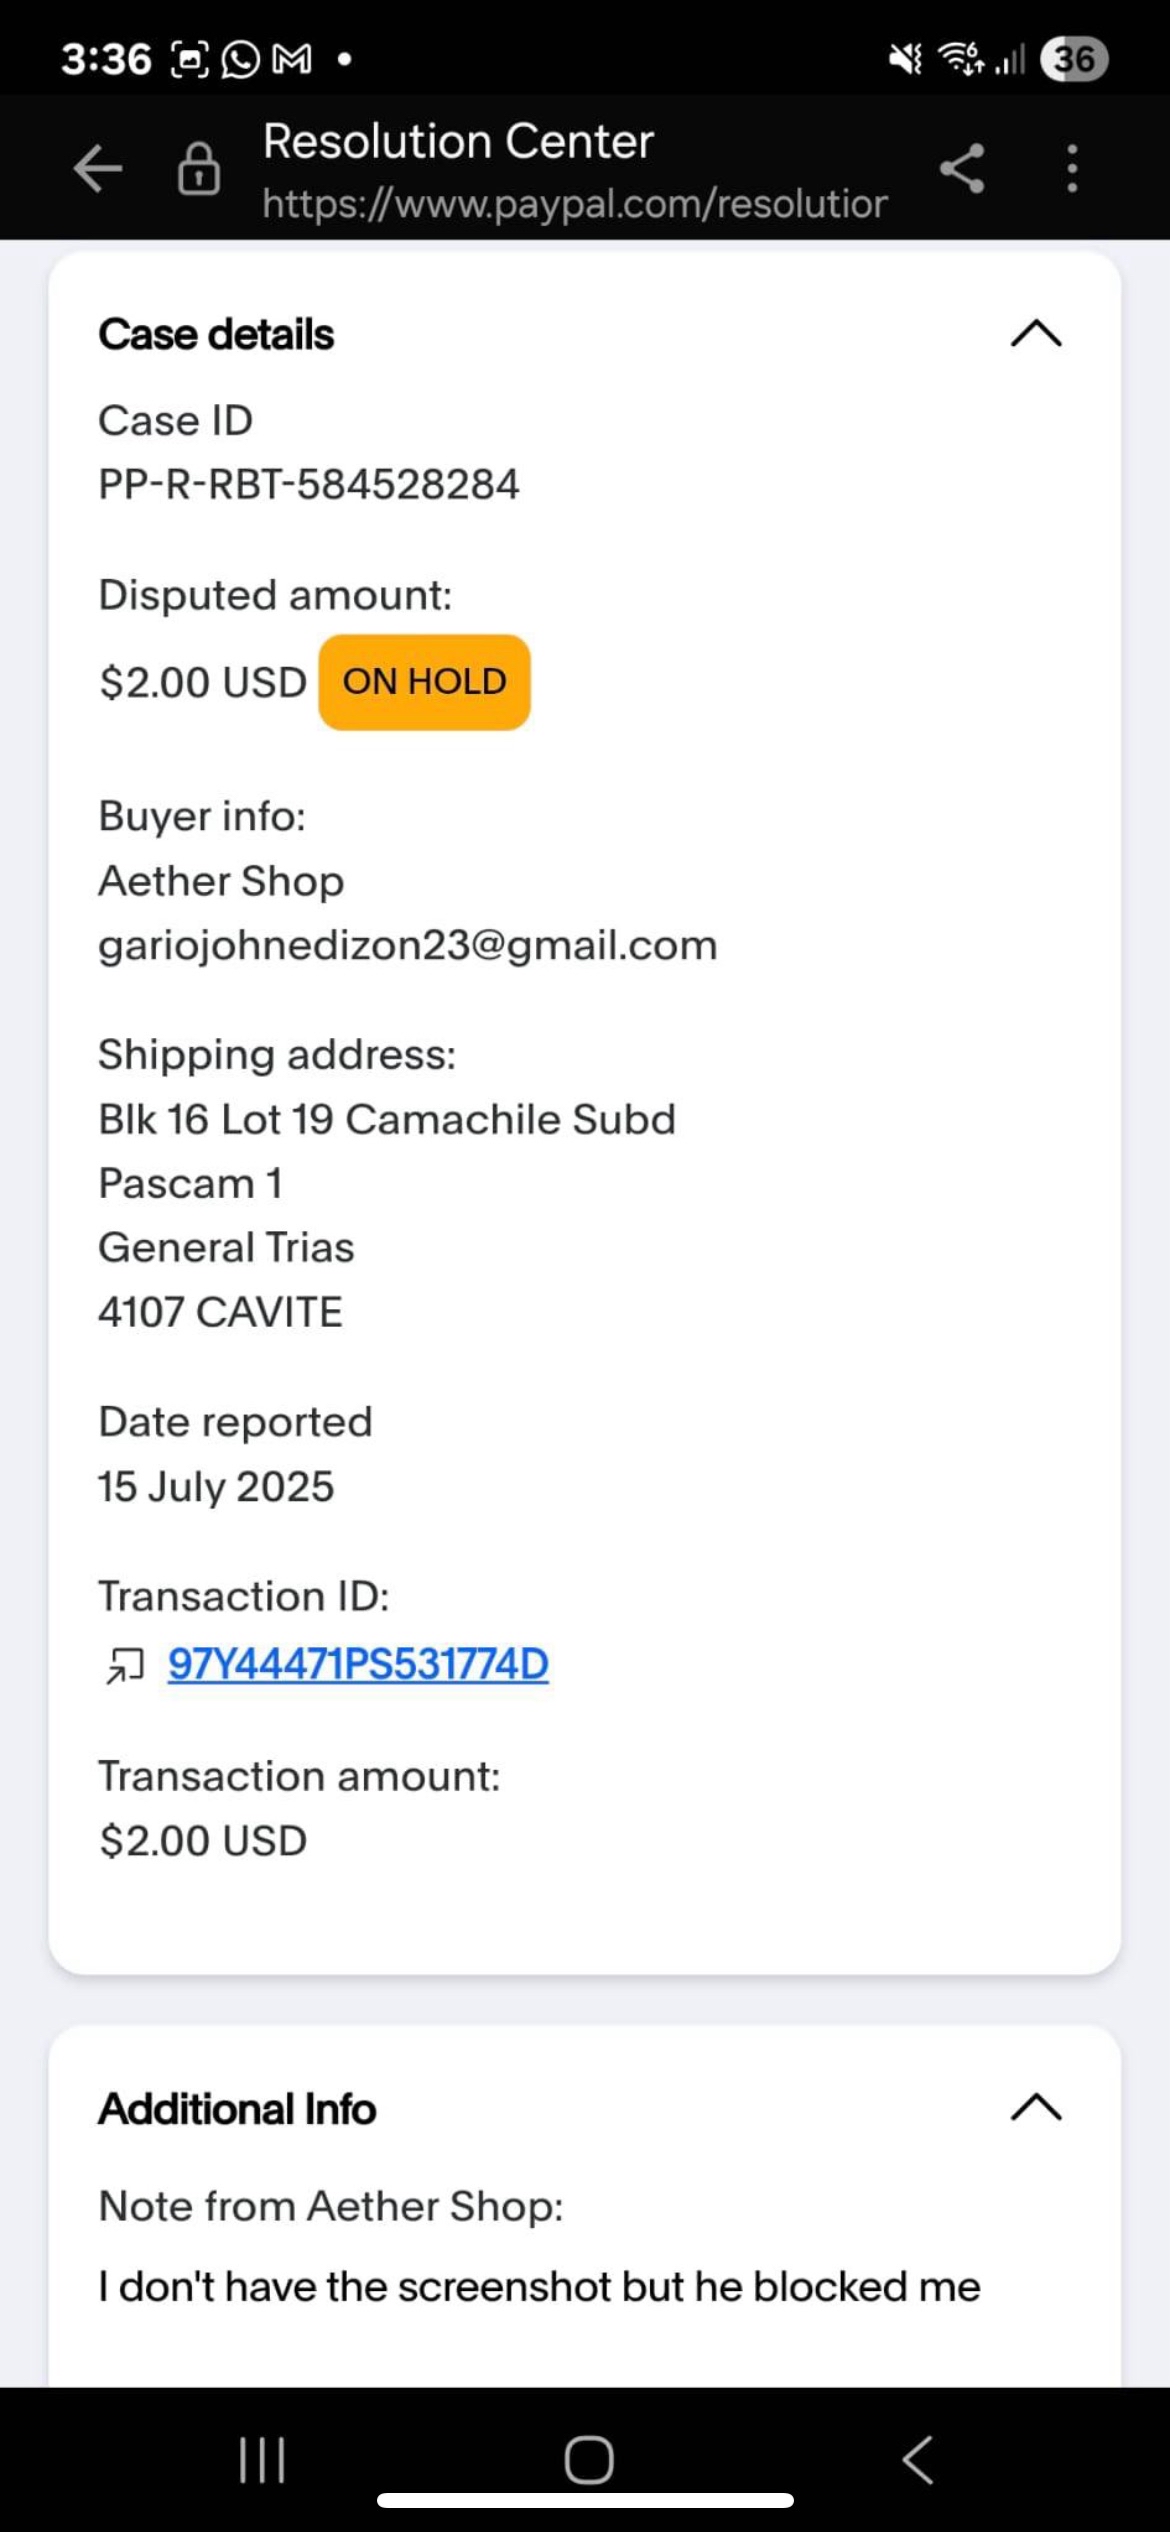 3:36
36
Resolution Center
https://www.paypal.com/resolutior
Case details
Case ID
PP-R-RBT-584528284
Disputed amount:
$2.00 USD ON HOLD
Buyer info:
Aether Shop
gariojohnedizon23@gmail.com
Shipping address:
Blk 16 Lot 19 Camachile Subd
Pascam 1
General Trias
4107 CAVITE
Date reported
15 July 2025
Transaction ID:
97Y44471PS531774D
Transaction amount:
$2.00 USD
Additional Info
Note from Aether Shop:
I don't have the screenshot but he blocked me